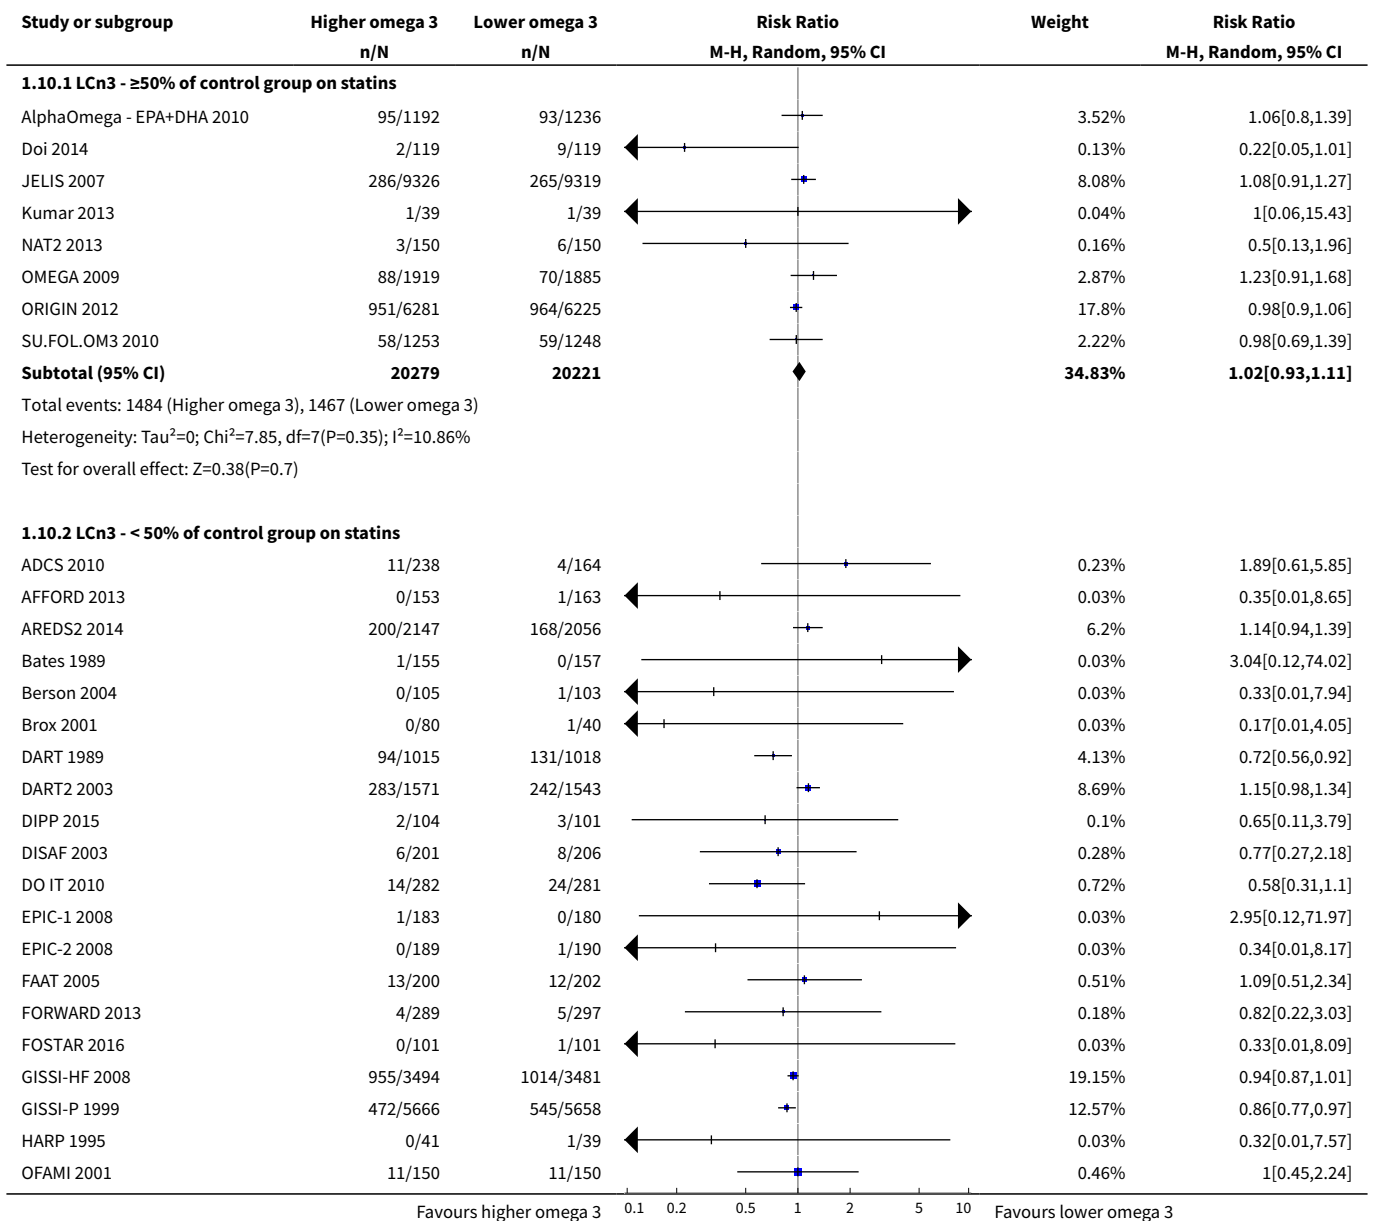 Study or subgroup Higher omega 3 Lower omega 3 Risk Ratio Weight Risk Ratio
n/N n/N M-H, Random, 95% CI M-H, Random, 95% CI
1.10.1 LCn3 - ≥50% of control group on statins
AlphaOmega - EPA+DHA 2010 95/1192 93/1236 3.52% 1.06[0.8,1.39]
Doi 2014 2/119 9/119 0.13% 0.22[0.05,1.01]
JELIS 2007 286/9326 265/9319 8.08% 1.08[0.91,1.27]
Kumar 2013 1/39 1/39 0.04% 1[0.06,15.43]
NAT2 2013 3/150 6/150 0.16% 0.5[0.13,1.96]
OMEGA 2009 88/1919 70/1885 2.87% 1.23[0.91,1.68]
ORIGIN 2012 951/6281 964/6225 17.8% 0.98[0.9,1.06]
SU.FOL.OM3 2010 58/1253 59/1248 2.22% 0.98[0.69,1.39]
Subtotal (95% CI) 20279 20221 34.83% 1.02[0.93,1.11]
Total events: 1484 (Higher omega 3), 1467 (Lower omega 3)
Heterogeneity: Tau²=0; Chi²=7.85, df=7(P=0.35); I²=10.86%
Test for overall effect: Z=0.38(P=0.7)
1.10.2 LCn3 - < 50% of control group on statins
ADCS 2010 11/238 4/164 0.23% 1.89[0.61,5.85]
AFFORD 2013 0/153 1/163 0.03% 0.35[0.01,8.65]
AREDS2 2014 200/2147 168/2056 6.2% 1.14[0.94,1.39]
Bates 1989 1/155 0/157 0.03% 3.04[0.12,74.02]
Berson 2004 0/105 1/103 0.03% 0.33[0.01,7.94]
Brox 2001 0/80 1/40 0.03% 0.17[0.01,4.05]
DART 1989 94/1015 131/1018 4.13% 0.72[0.56,0.92]
DART2 2003 283/1571 242/1543 8.69% 1.15[0.98,1.34]
DIPP 2015 2/104 3/101 0.1% 0.65[0.11,3.79]
DISAF 2003 6/201 8/206 0.28% 0.77[0.27,2.18]
DO IT 2010 14/282 24/281 0.72% 0.58[0.31,1.1]
EPIC-1 2008 1/183 0/180 0.03% 2.95[0.12,71.97]
EPIC-2 2008 0/189 1/190 0.03% 0.34[0.01,8.17]
FAAT 2005 13/200 12/202 0.51% 1.09[0.51,2.34]
FORWARD 2013 4/289 5/297 0.18% 0.82[0.22,3.03]
FOSTAR 2016 0/101 1/101 0.03% 0.33[0.01,8.09]
GISSI-HF 2008 955/3494 1014/3481 19.15% 0.94[0.87,1.01]
GISSI-P 1999 472/5666 545/5658 12.57% 0.86[0.77,0.97]
HARP 1995 0/41 1/39 0.03% 0.32[0.01,7.57]
OFAMI 2001 11/150 11/150 0.46% 1[0.45,2.24]
Favours higher omega 3 0.1 0.2 0.5 1 2 5 10 Favours lower omega 3